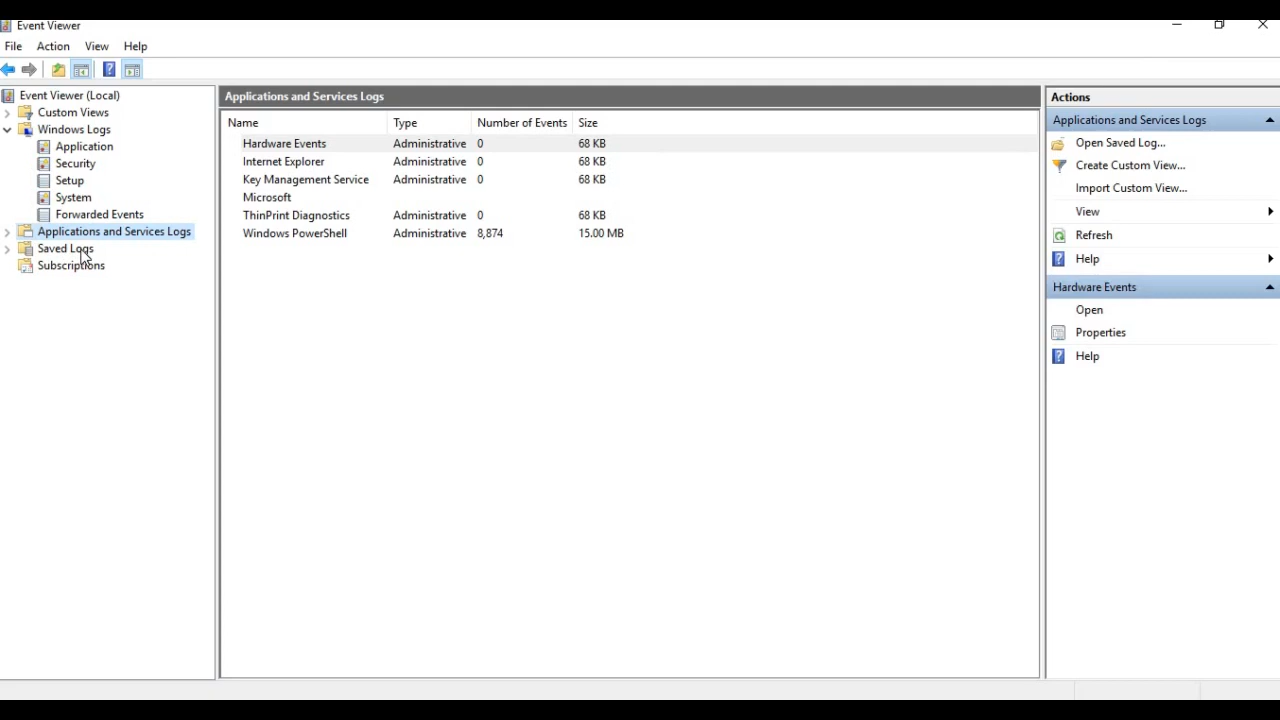 Event Viewer
File Action View Help
Event Viewer (Local)
Custom Views
Windows Logs
Application
Security
Setup
System
Forwarded Events
Applications and Services Logs
Saved Logs
Subscriptions
Applications and Services Logs
Name Type Number of Events Size
Hardware Events Administrative 0 68 KB
Internet Explorer Administrative 0 68 KB
Key Management Service Administrative 0 68 KB
Microsoft
ThinPrint Diagnostics Administrative 0 68 KB
Windows PowerShell Administrative 8,874 15.00 MB
Actions
Applications and Services Logs
Open Saved Log...
Create Custom View...
Import Custom View...
View
Refresh
Help
Hardware Events
Open
Properties
Help